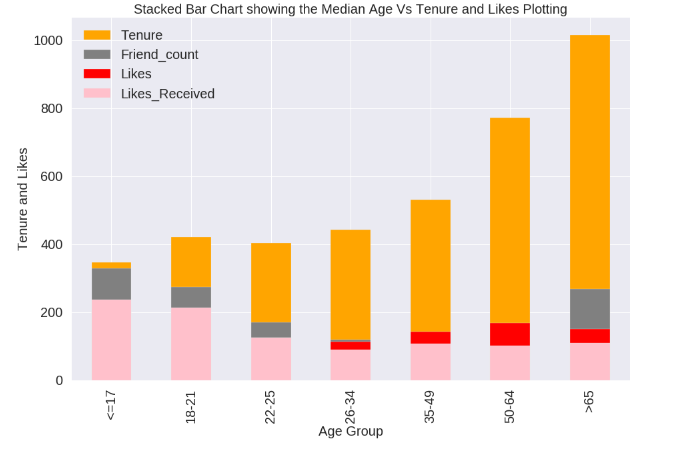 Stacked Bar Chart showing the Median Age Vs Tenure and Likes Plotting
Tenure
Friend_count
Likes
Likes_Received
1000
800
600
400
200
0
Tenure and Likes
<=17
18-21
22-25
26-34
35-49
50-64
>65
Age Group